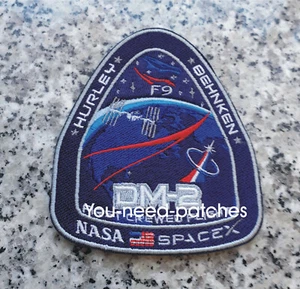 F9
HURLEY
BEHNKEN
DM-2
You-need-patches
CREWED
NASA
SPACEX